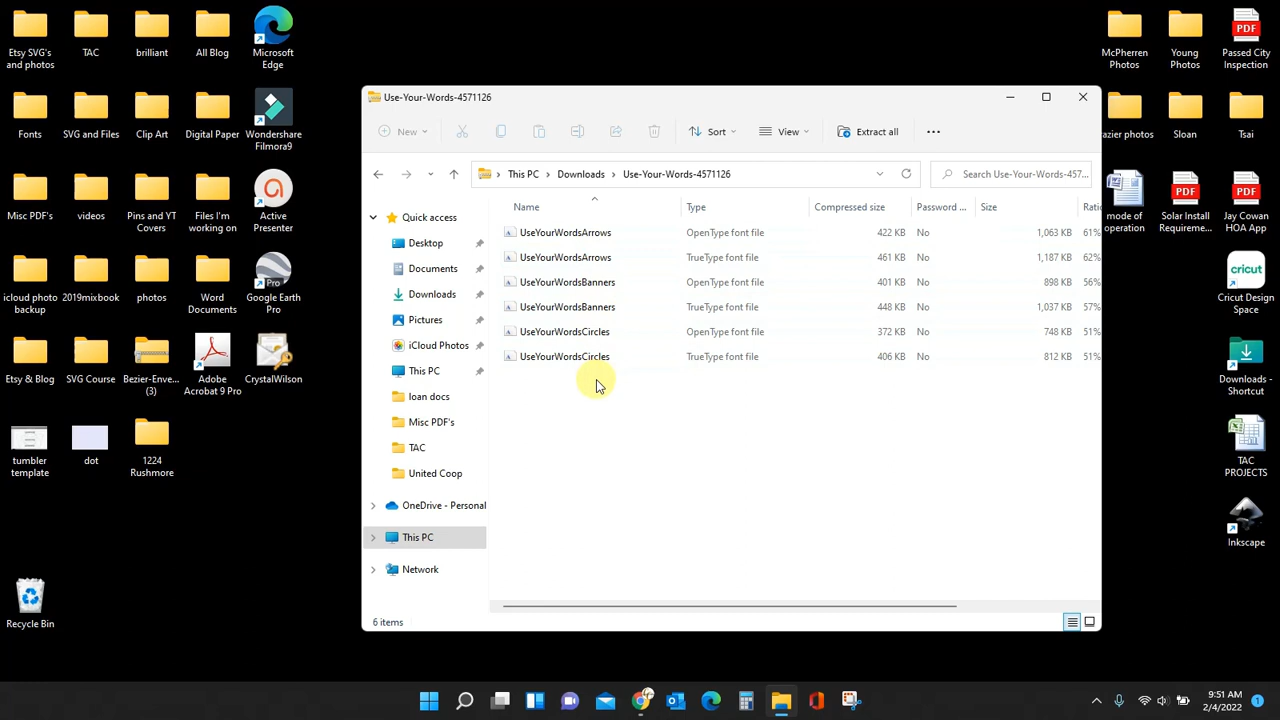 Etsy SVG's and photos
TAC
brilliant
All Blog
Microsoft Edge
Fonts
SVG and Files
Clip Art
Digital Paper
Wondershare Filmora9
Misc PDF's
videos
Pins and YT Covers
Files I'm working on
Active Presenter
icloud photo backup
2019mixbook
photos
Word Documents
Google Earth Pro
Etsy & Blog
SVG Course
Bezier-Enve... (3)
Adobe Acrobat 9 Pro
CrystalWilson
tumbler template
dot
1224 Rushmore
Recycle Bin
Use-Your-Words-4571126
New
Sort
View
Extract all
This PC > Downloads > Use-Your-Words-4571126
Search Use-Your-Words-457...
Name Type Compressed size Password ... Size Ratio
UseYourWordsArrows OpenType font file 422 KB No 1,063 KB 61%
UseYourWordsArrows TrueType font file 461 KB No 1,187 KB 62%
UseYourWordsBanners OpenType font file 401 KB No 898 KB 56%
UseYourWordsBanners TrueType font file 448 KB No 1,037 KB 57%
UseYourWordsCircles OpenType font file 372 KB No 748 KB 51%
UseYourWordsCircles TrueType font file 406 KB No 812 KB 51%
Quick access
Desktop
Documents
Downloads
Pictures
iCloud Photos
This PC
loan docs
Misc PDF's
TAC
United Coop
OneDrive - Personal
This PC
Network
6 items
McPherren Photos
Young Photos
PDF
Passed City Inspection
razier photos
Sloan
Tsai
mode of operation
PDF
Solar Install Requireme...
PDF
Jay Cowan HOA App
cricut
Cricut Design Space
Downloads - Shortcut
TAC PROJECTS
Inkscape
9:51 AM
2/4/2022
1